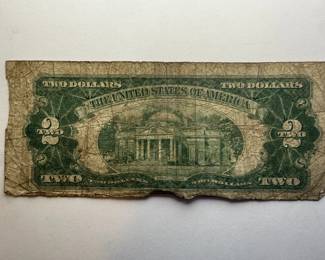 TWO DOLLARS TWO DOLLARS
THE UNITED STATES OF AMERICA
2 2
TWO TWO
TWO TWO